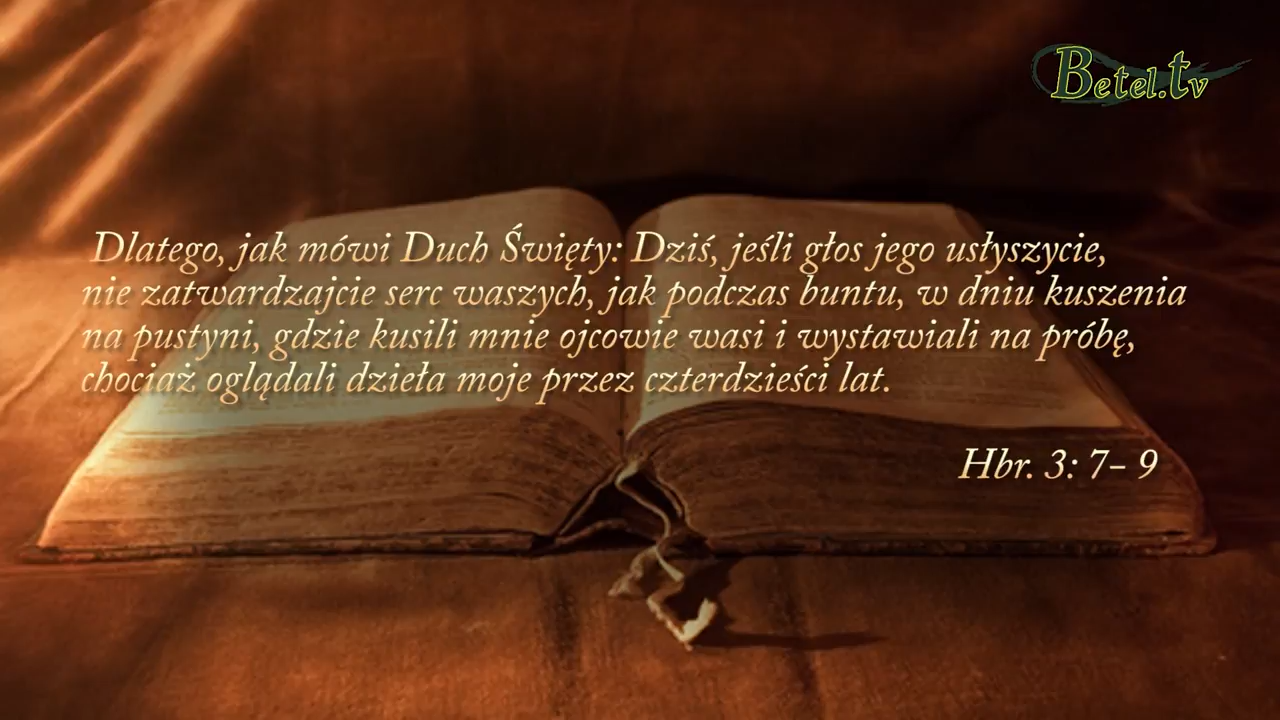 Betel.tv
Dlatego, jak mówi Duch Święty: Dziś, jeśli głos jego usłyszycie,
nie zatwardzajcie serc waszych, jak podczas buntu, w dniu kuszenia
na pustyni, gdzie kusili mnie ojcowie wasi i wystawiali na próbę,
chociaż oglądali dzieła moje przez czterdzieści lat.
Hbr. 3: 7– 9